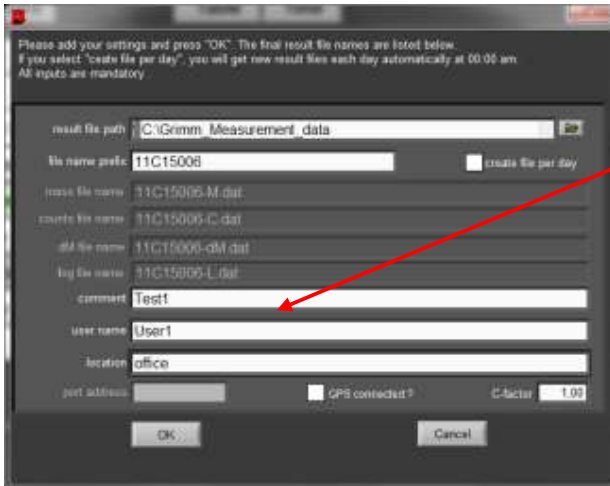 Please add your settings and press "OK". The final result file names are listed below.
If you select "ceate file per day", you will get new result files each day automatically at 00:00 am.
All inputs are mandatory
result file path C:\Grimm_Measurement_data
file name prefix 11C15006 create file per day
mass file name 11C15006-M.dat
counts file name 11C15006-C.dat
dM file name 11C15006-dM.dat
log file name 11C15006-L.dat
comment Test1
user name User1
location office
port address GPS connected ? C-factor 1.00
OK Cancel